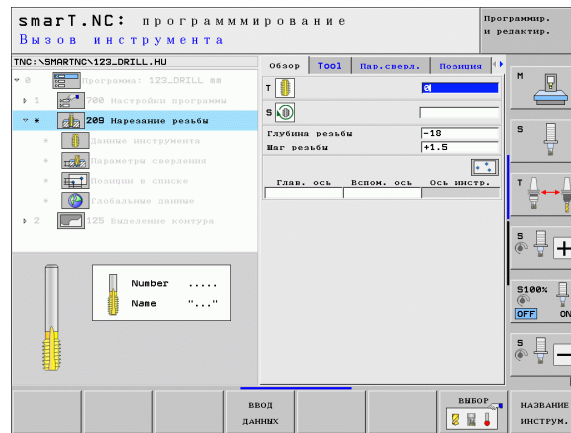 smarT.NC: программмирование
Программир.
и редактир.
Вызов инструмента
TNC:\SMARTNC\123_DRILL.HU
0 Программа: 123_DRILL mm
1 700 Настройки программы
* 209 Нарезание резьбы
* Данные инструмента
* Параметры сверления
* Позиции в списке
* Глобальные данные
2 125 Выделение контура
Обзор Tool Пар.сверл. Позиция
T 0
S
Глубина резьбы -18
Шаг резьбы +1.5
Глав. ось Вспом. ось Ось инстр.
Number .....
Name "..."
M
S
T
S
+
S100%
OFF ON
S
-
ВВОД
ДАННЫХ
ВЫБОР
НАЗВАНИЕ
ИНСТРУМ.